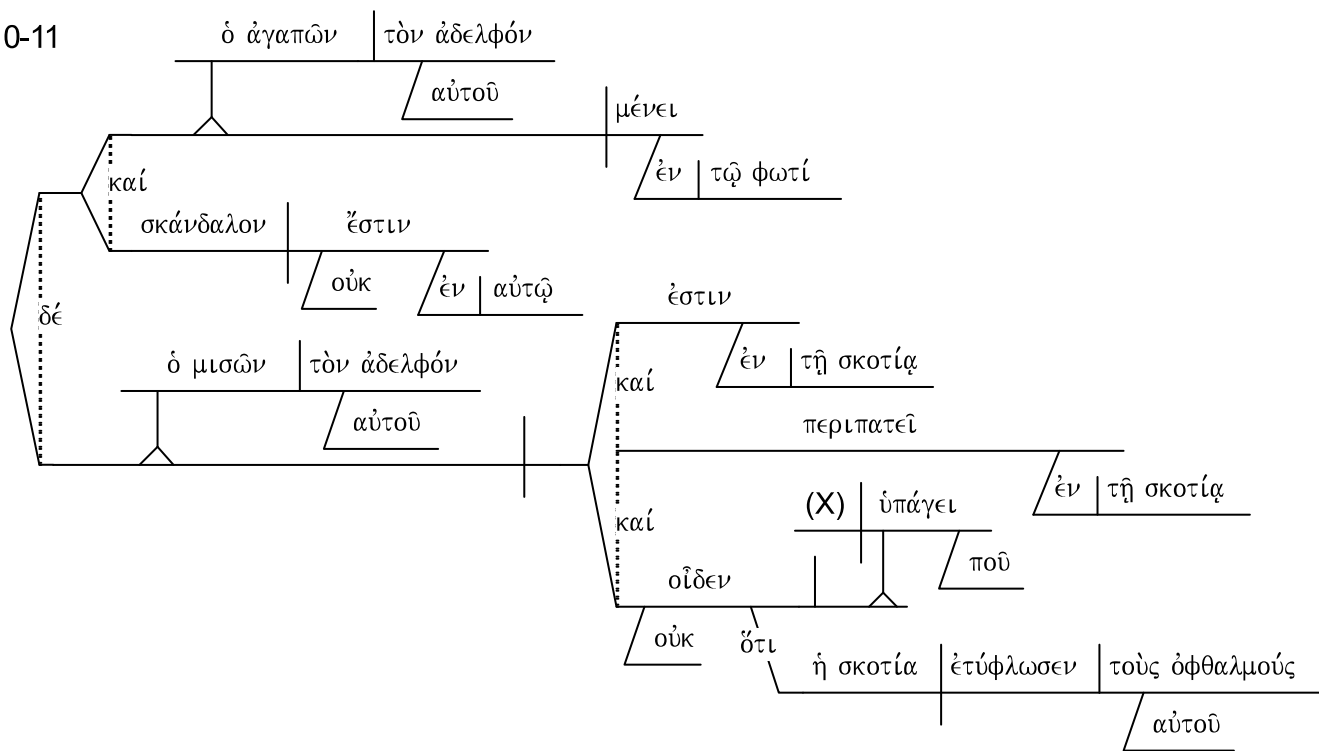 0-11
ὁ ἀγαπῶν τὸν ἀδελφόν
αὐτοῦ
μένει
ἐν τῷ φωτί
καί
σκάνδαλον ἔστιν
οὐκ ἐν αὐτῷ
δέ
ὁ μισῶν τὸν ἀδελφόν
αὐτοῦ
ἐστιν
ἐν τῇ σκοτίᾳ
καί
περιπατεῖ
ἐν τῇ σκοτίᾳ
καί
(X) ὑπάγει
ποῦ
οἶδεν
οὐκ ὅτι
ἡ σκοτία ἐτύφλωσεν τοὺς ὀφθαλμούς
αὐτοῦ